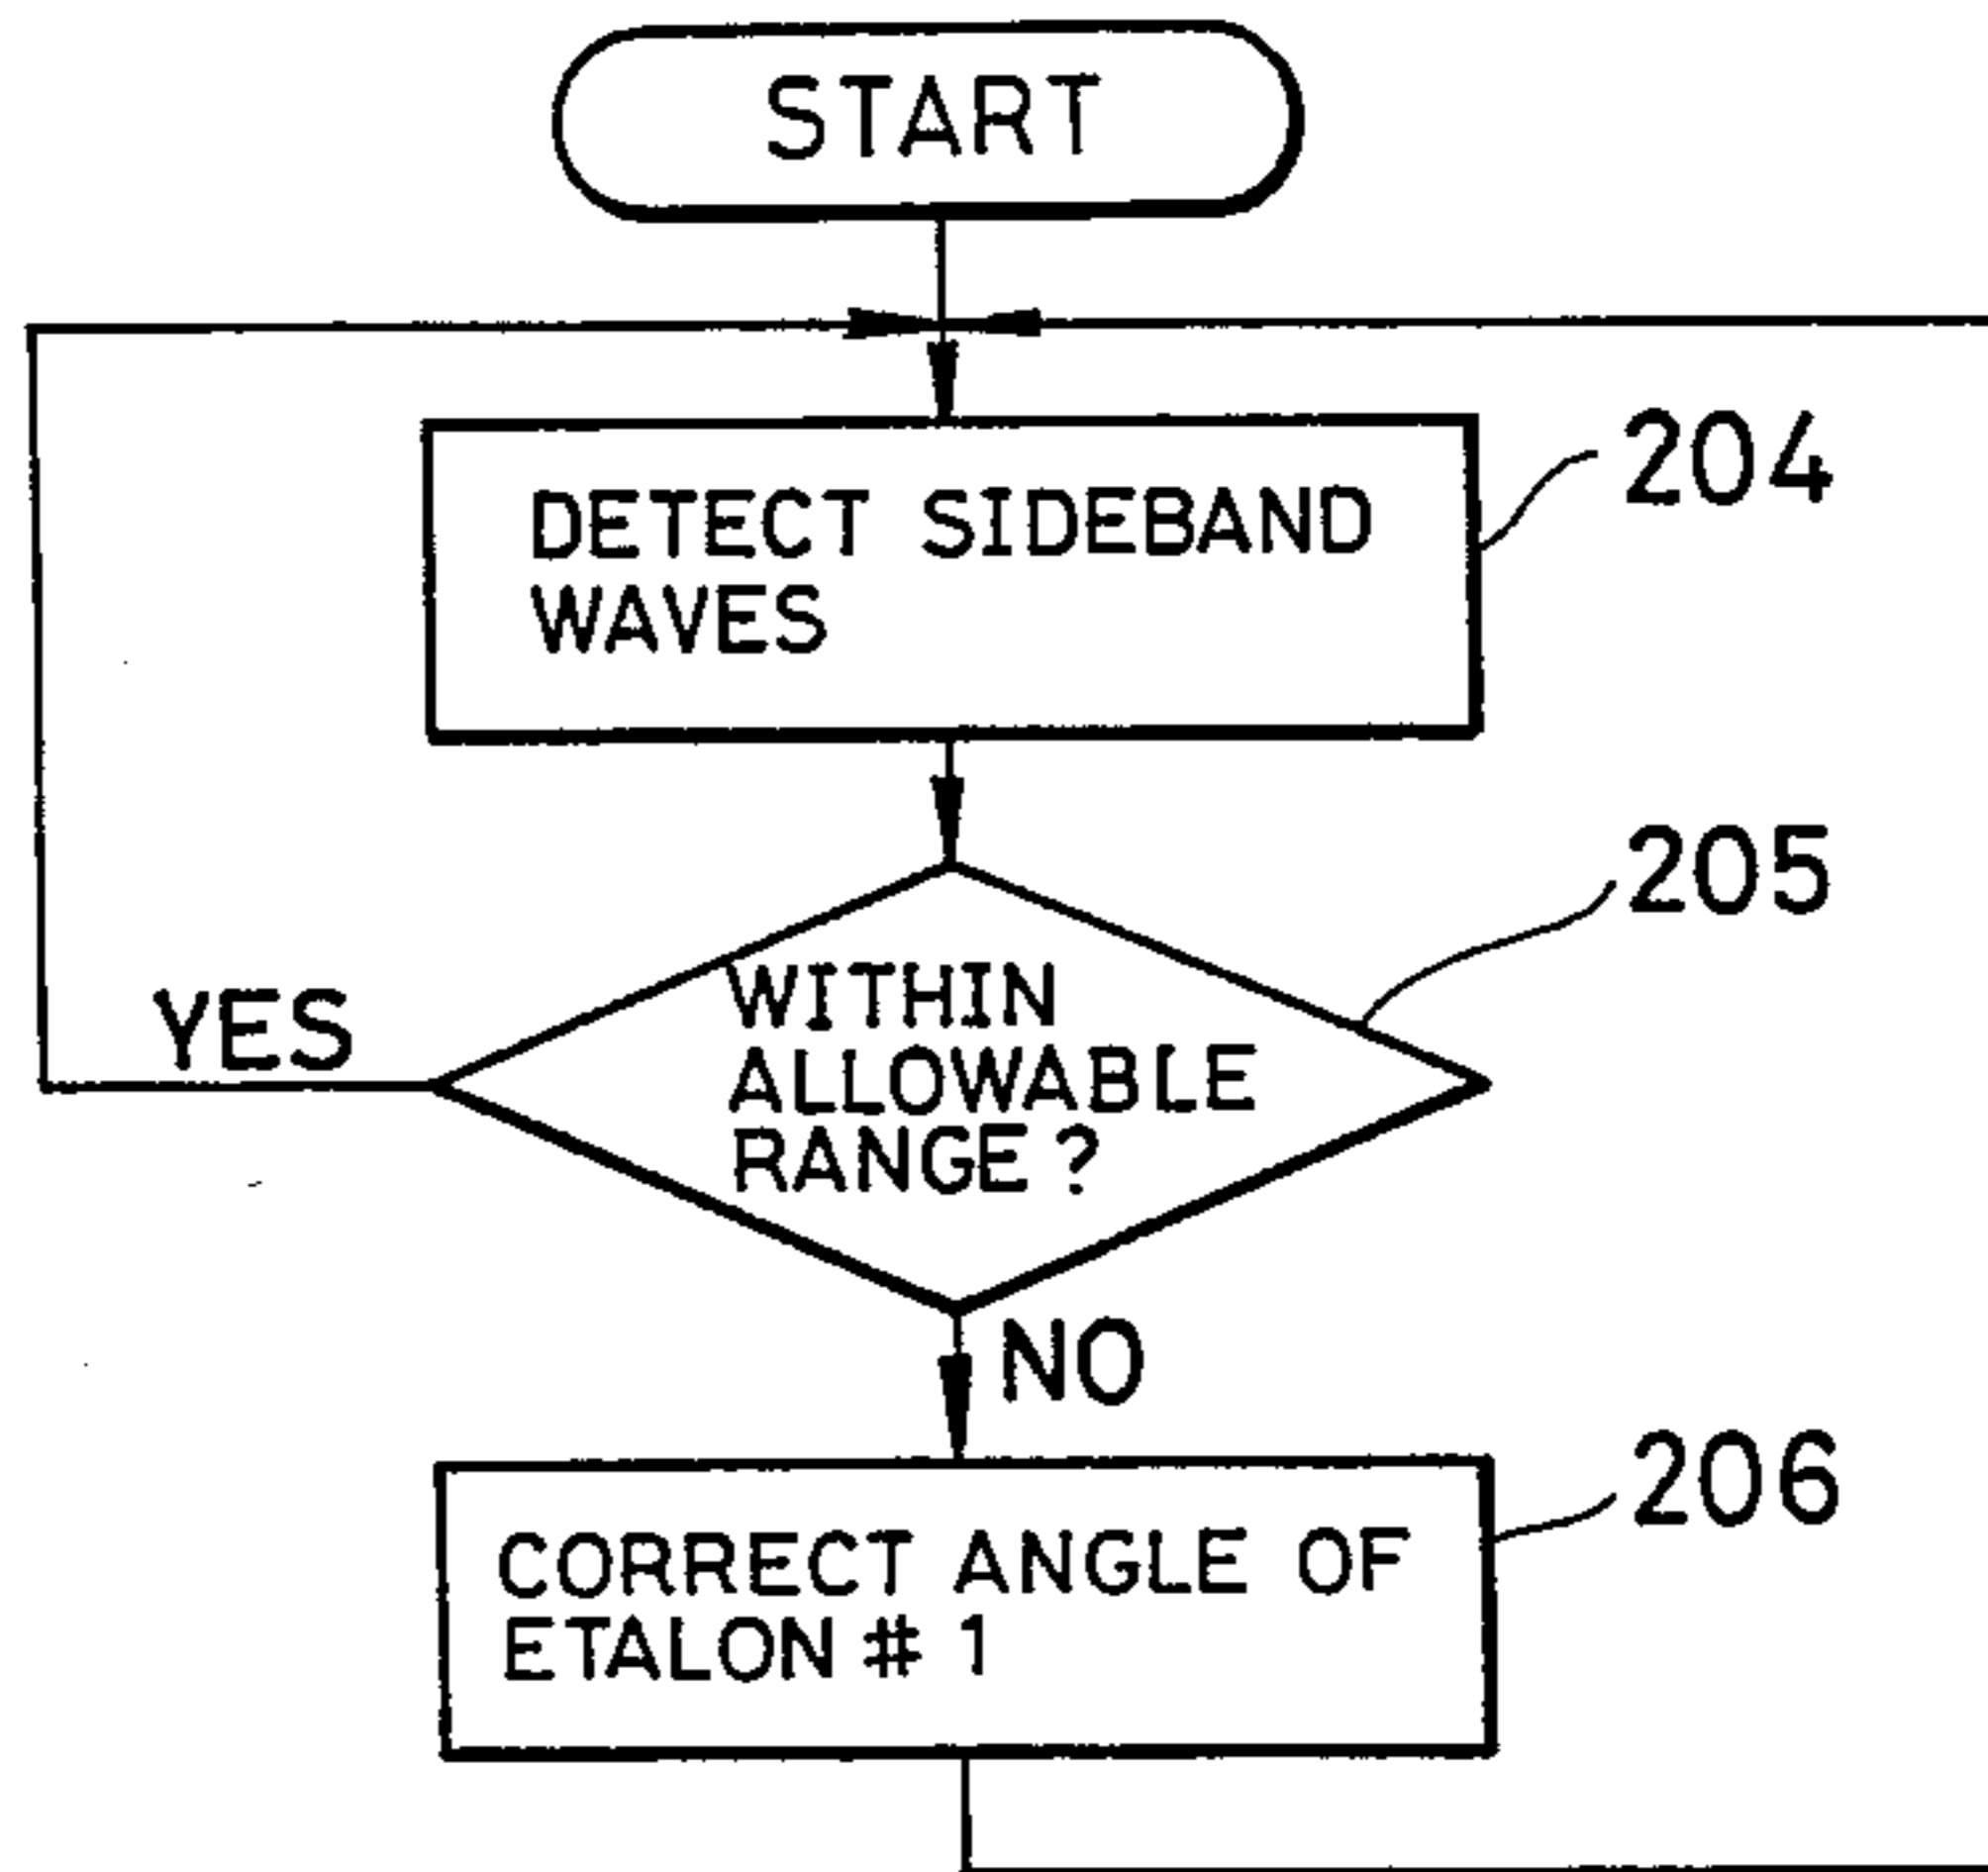 START
DETECT SIDEBAND
WAVES
204
205
WITHIN
ALLOWABLE
RANGE ?
YES
NO
206
CORRECT ANGLE OF
ETALON # 1